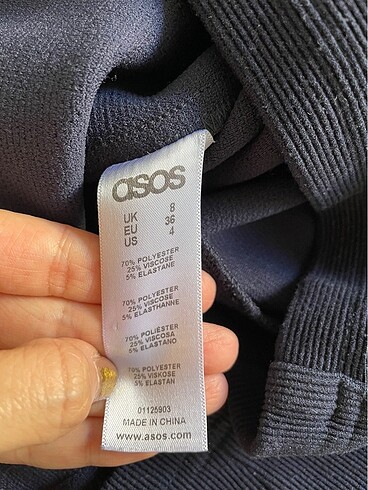 asos
UK 8
EU 36
US 4
70% POLYESTER
25% VISCOSE
5% ELASTANE
70% POLYESTER
25% VISCOSE
5% ELASTHANNE
70% POLIÉSTER
25% VISCOSA
5% ELASTANO
70% POLYESTER
25% VISKOSE
5% ELASTAN
01125903
MADE IN CHINA
www.asos.com